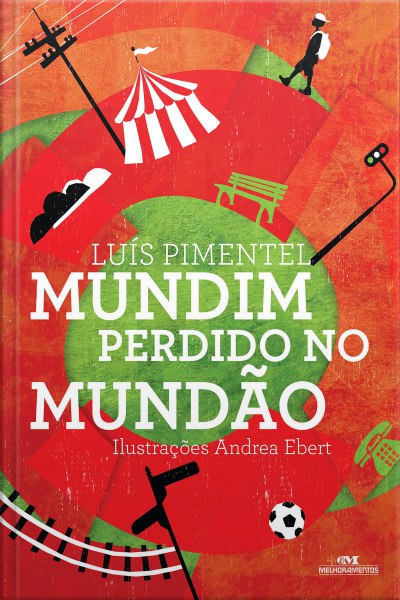 LUÍS PIMENTEL
MUNDIM
PERDIDO NO
MUNDÃO
Ilustrações Andrea Ebert
MELHORAMENTOS